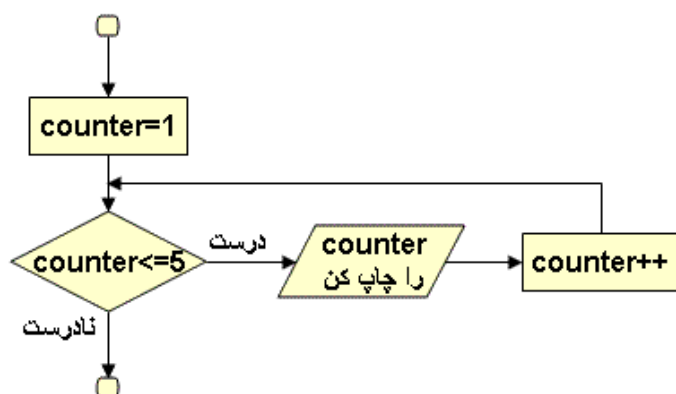 counter=1
counter<=5
درست
counter
را چاپ کن
counter++
نادرست